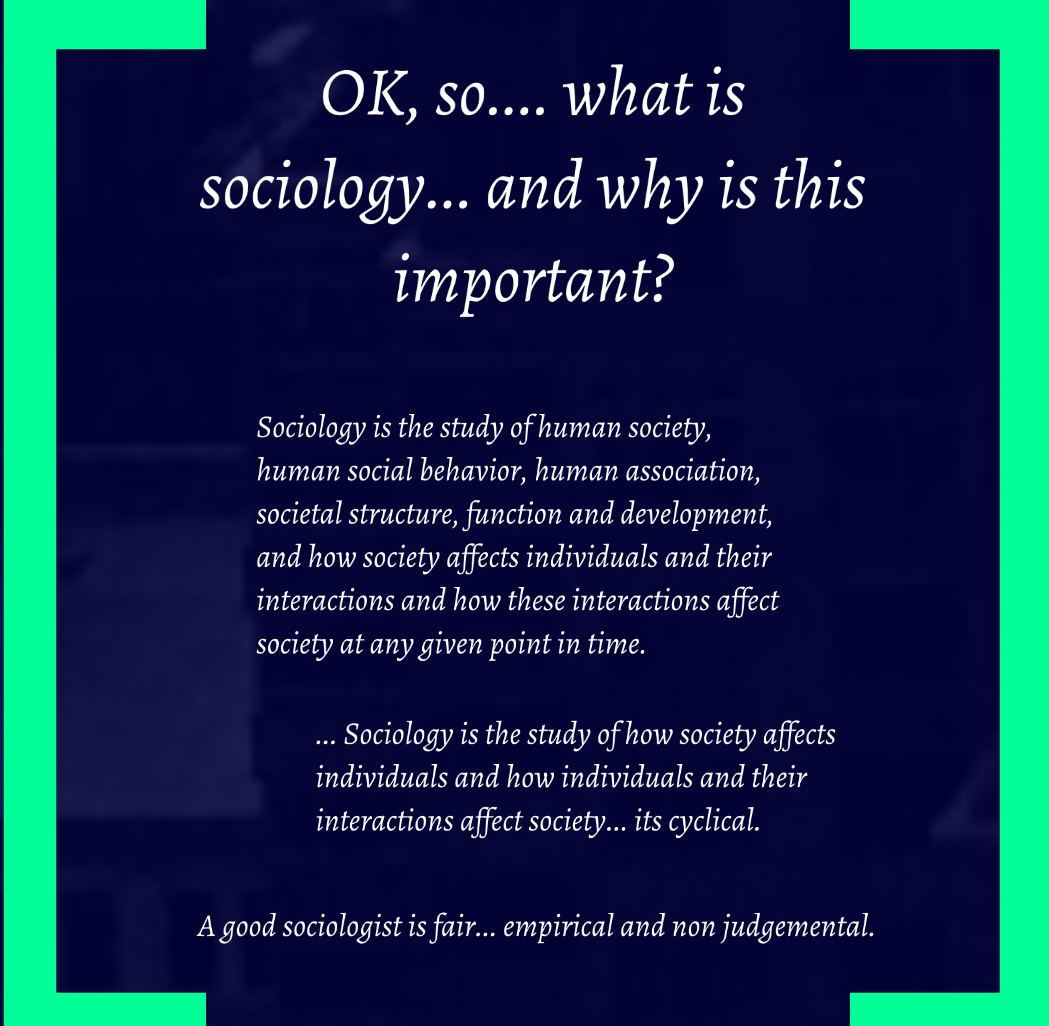 OK, so.... what is
sociology... and why is this
important?
Sociology is the study of human society,
human social behavior, human association,
societal structure, function and development,
and how society affects individuals and their
interactions and how these interactions affect
society at any given point in time.
... Sociology is the study of how society affects
individuals and how individuals and their
interactions affect society... its cyclical.
A good sociologist is fair... empirical and non judgemental.